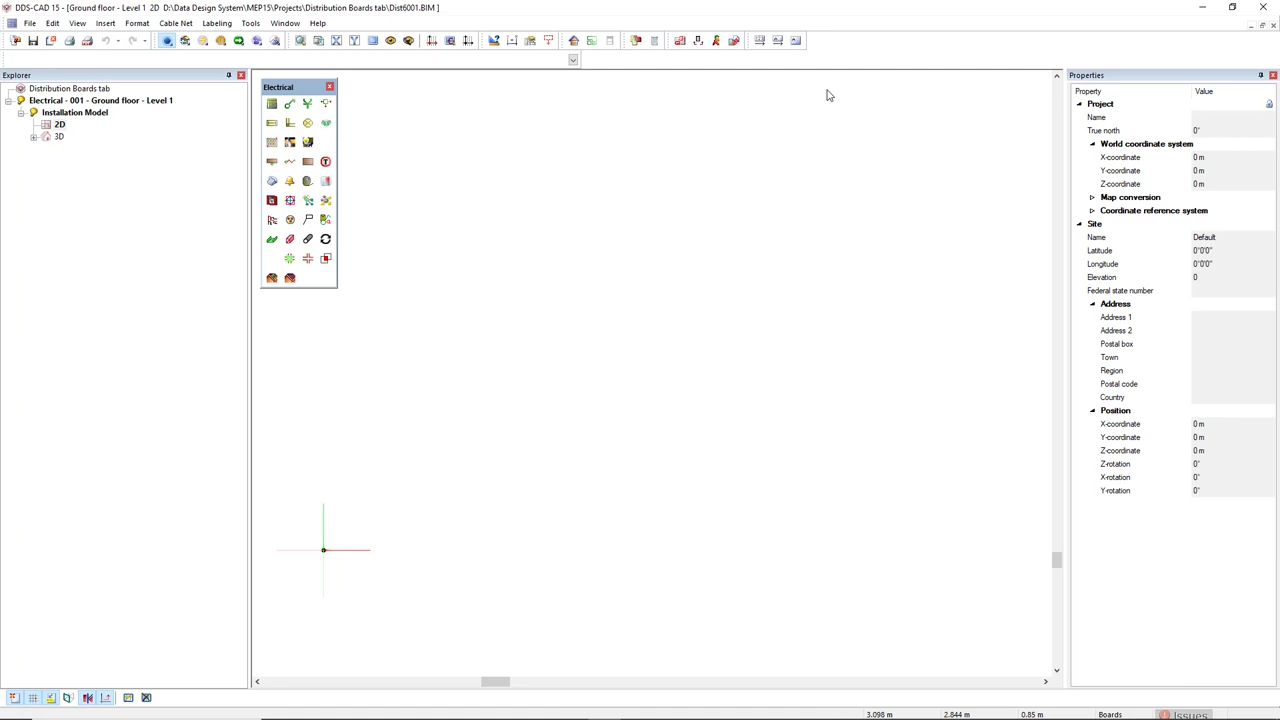 DDS-CAD 15 - [Ground floor - Level 1  2D  D:\Data Design System\MEP15\Projects\Distribution Boards tab\Dist6001.BIM ]
File Edit View Insert Format Cable Net Labeling Tools Window Help
Explorer
Distribution Boards tab
Electrical - 001 - Ground floor - Level 1
Installation Model
2D
3D
Electrical
Properties
Property Value
Project
Name
True north 0°
World coordinate system
X-coordinate 0 m
Y-coordinate 0 m
Z-coordinate 0 m
Map conversion
Coordinate reference system
Site
Name Default
Latitude 0°0'0"
Longitude 0°0'0"
Elevation 0
Federal state number
Address
Address 1
Address 2
Postal box
Town
Region
Postal code
Country
Position
X-coordinate 0 m
Y-coordinate 0 m
Z-coordinate 0 m
Z-rotation 0°
X-rotation 0°
Y-rotation 0°
3.098 m 2.844 m 0.85 m Boards Issues